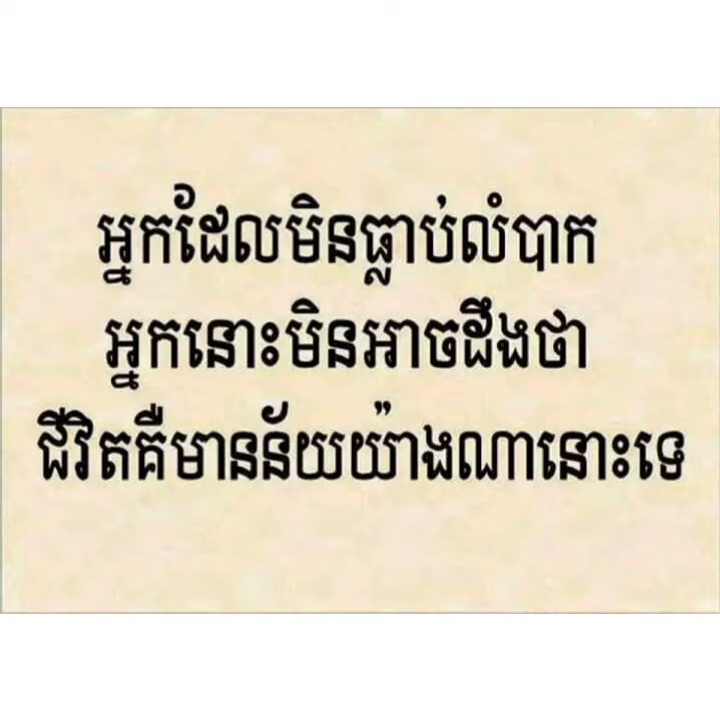 អ្នកដែលមិនធ្លាប់លំបាក
អ្នកនោះមិនអាចដឹងថា
ជីវិតគឺមានន័យយ៉ាងណានោះទេ